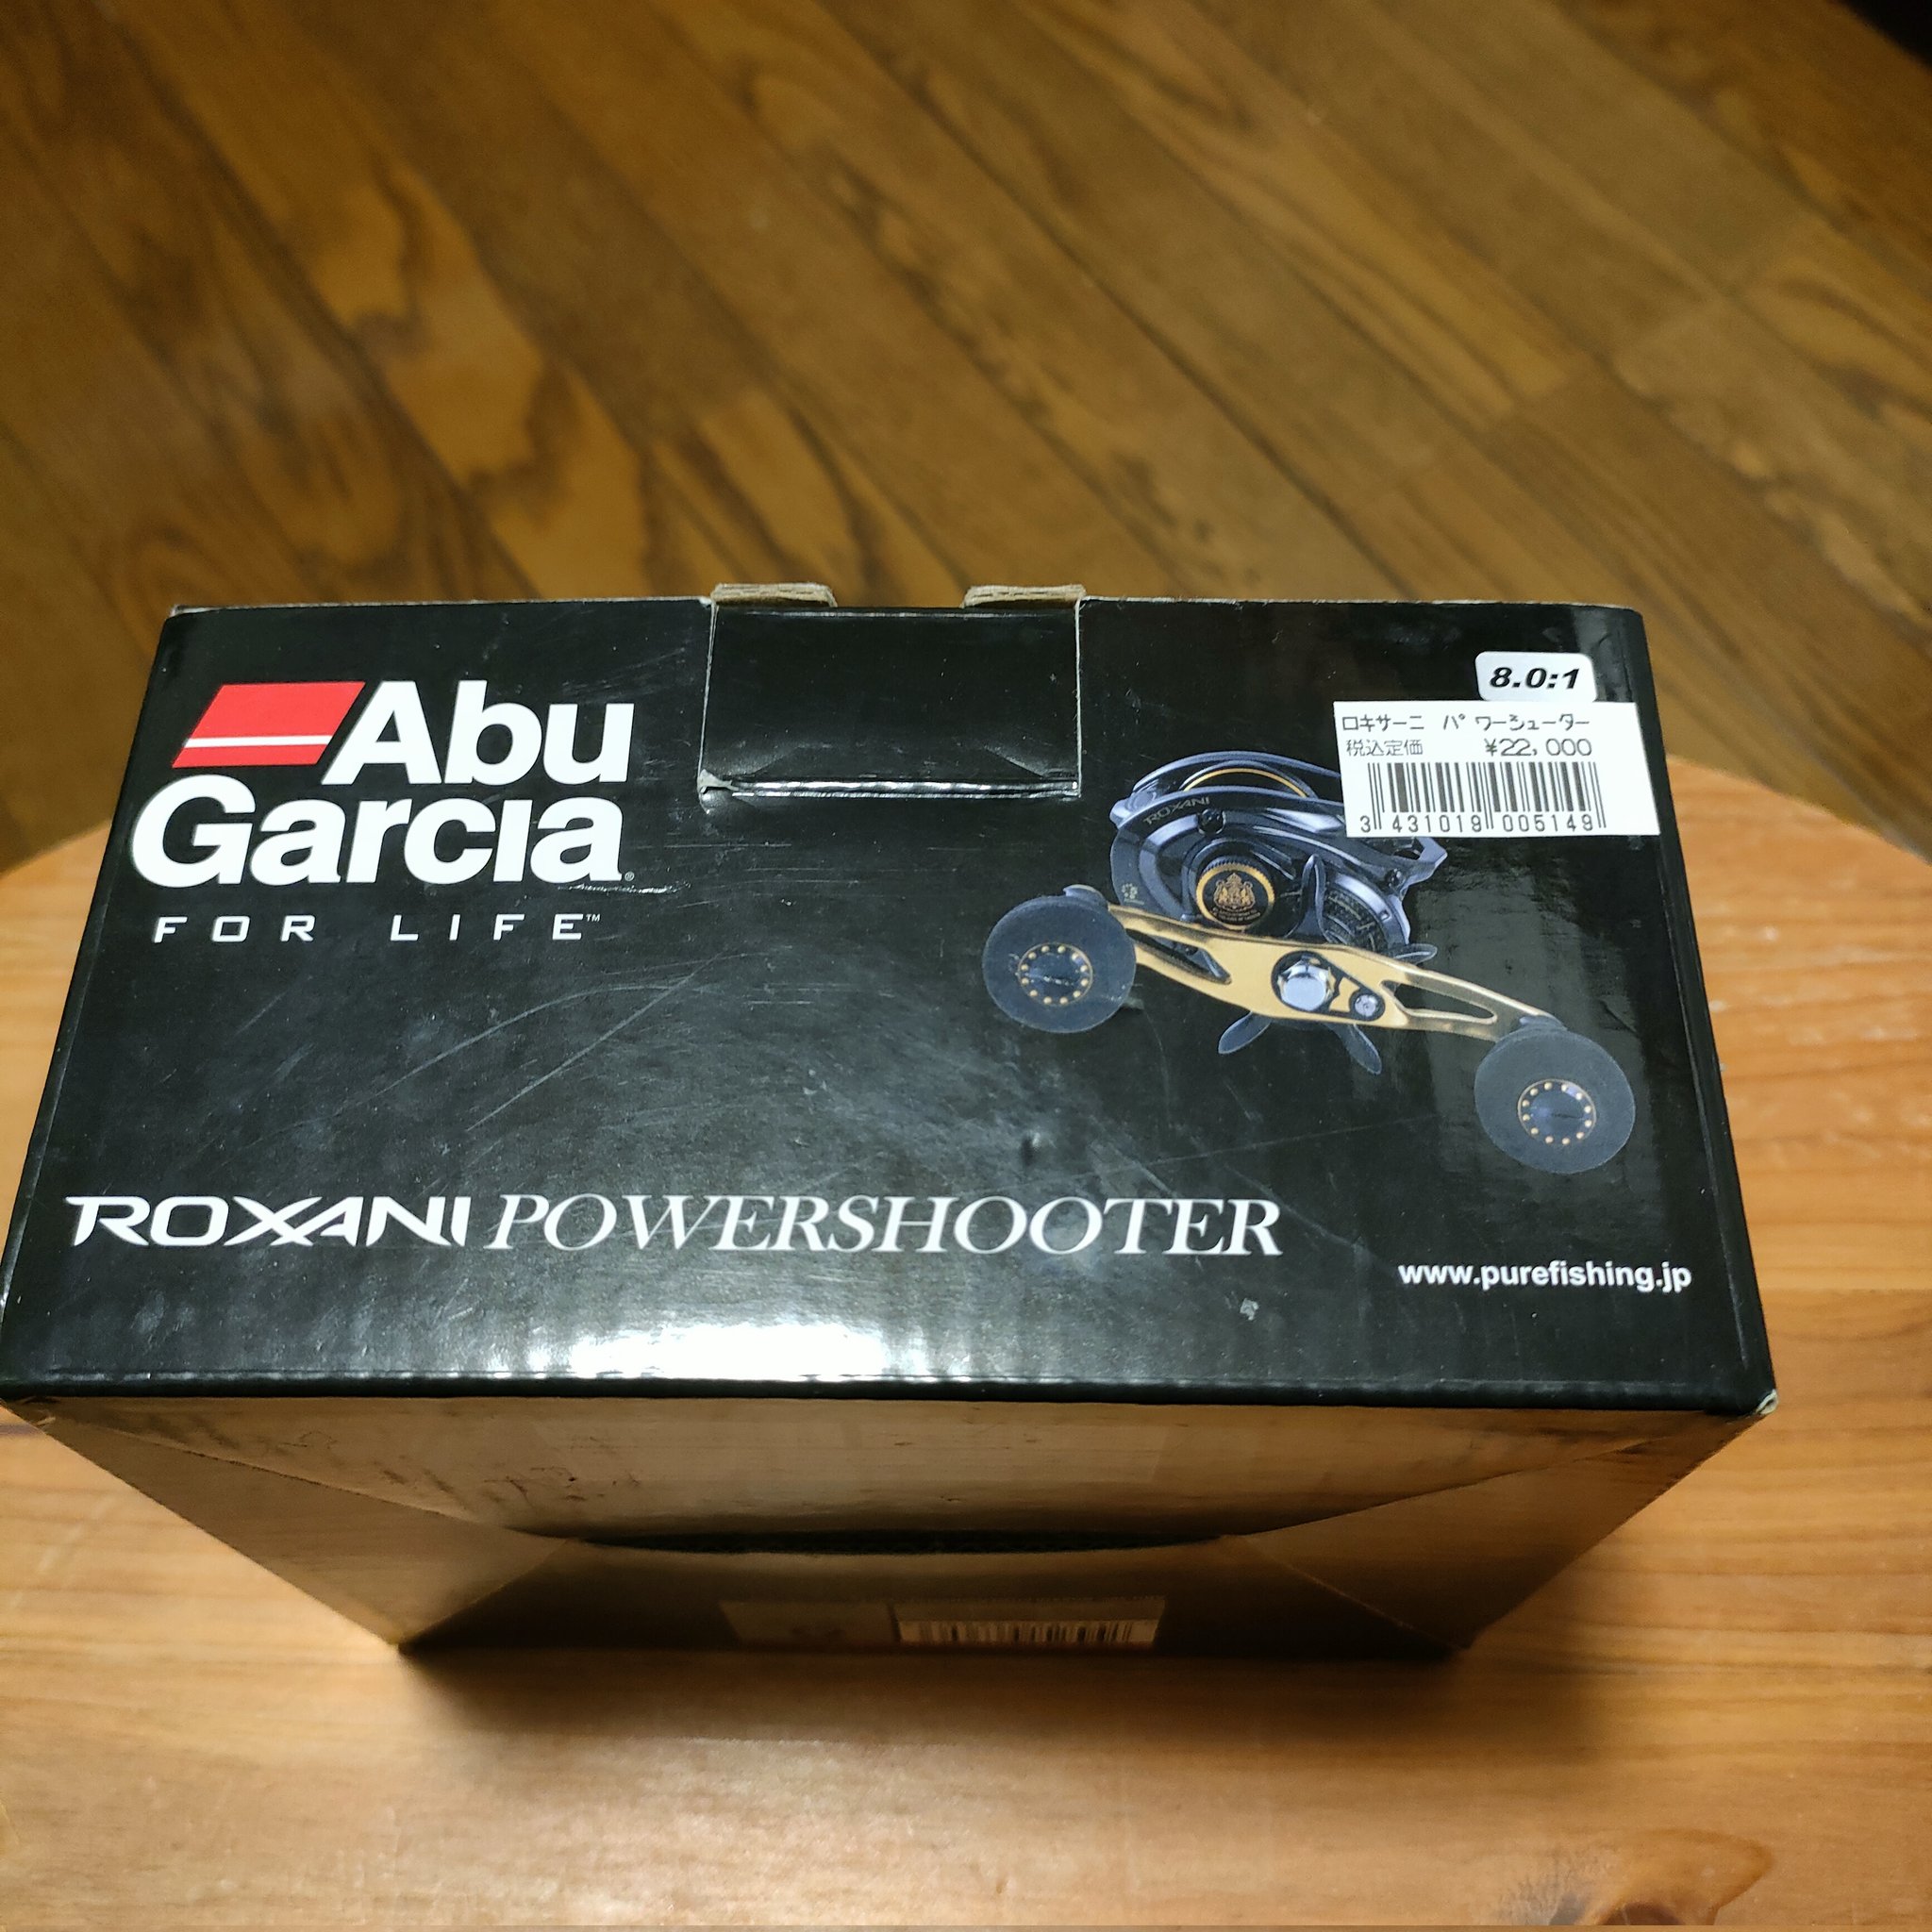 Abu
Garcia®
FOR LIFE™
8.0:1
ロキサーニ パワーシューター
税込定価 ¥22,000
3 431019 005149
ROXANI
ROXANI POWERSHOOTER
www.purefishing.jp